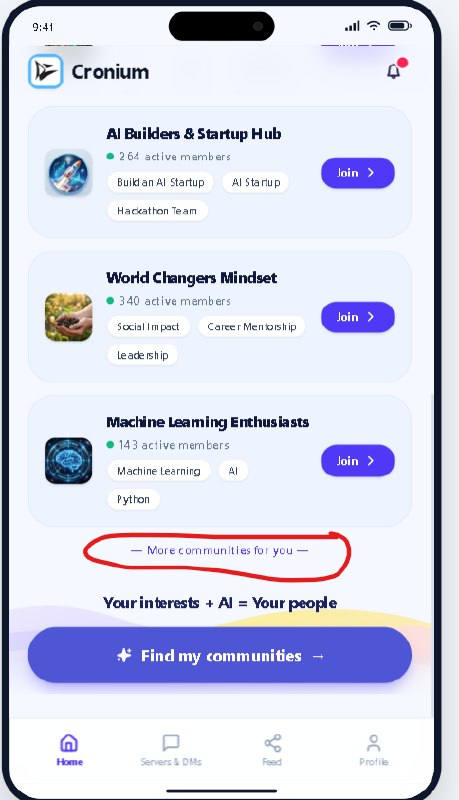 9:41
Cronium
AI Builders & Startup Hub
264 active members
Build an AI Startup
AI Startup
Join >
Hackathon Team
World Changers Mindset
340 active members
Social Impact
Career Mentorship
Join >
Leadership
Machine Learning Enthusiasts
143 active members
Machine Learning
AI
Join >
Python
— More communities for you —
Your interests + AI = Your people
Find my communities →
Home
Servers & DMs
Feed
Profile